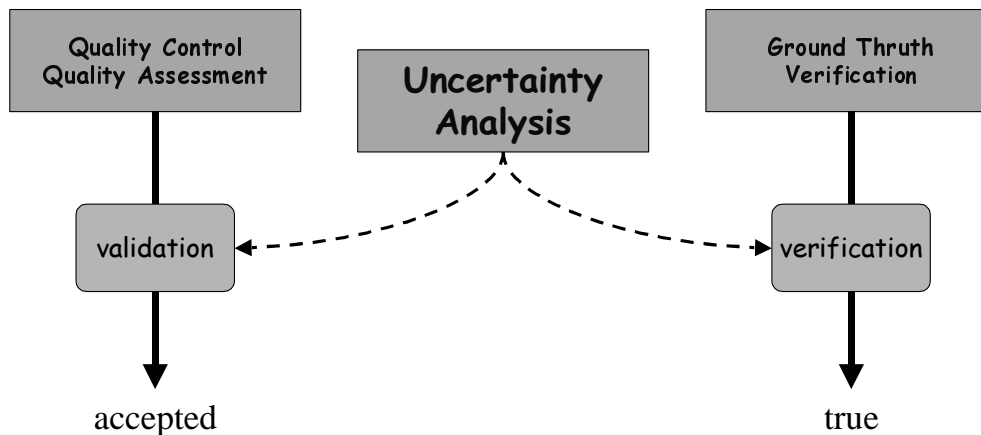 Quality Control
Quality Assessment
Uncertainty
Analysis
Ground Thruth
Verification
validation
verification
accepted
true